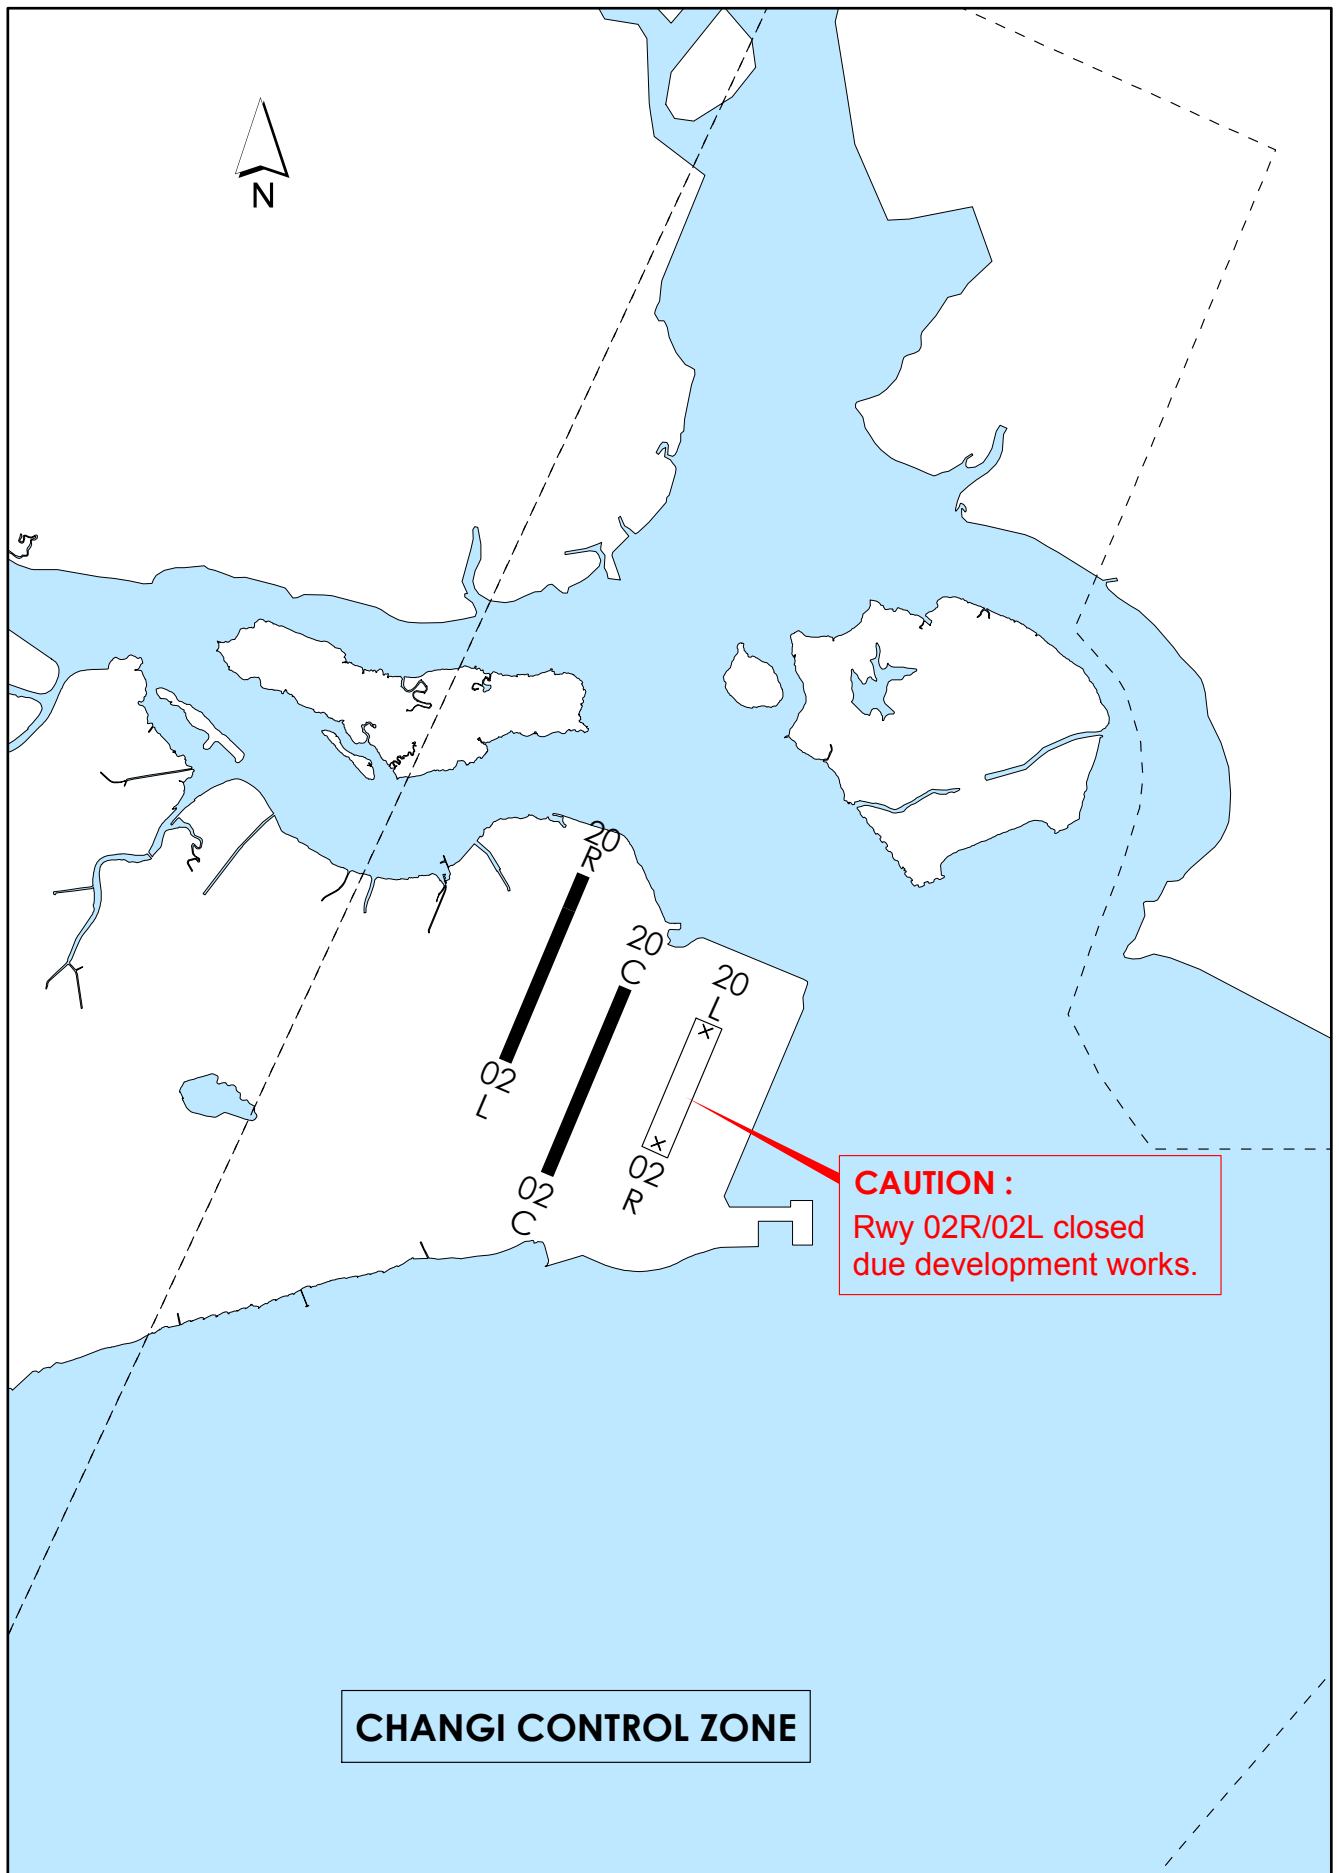 N
20
R
20
C
20
L
02
L
02
R
02
C
CAUTION :
Rwy 02R/02L closed
due development works.
CHANGI CONTROL ZONE